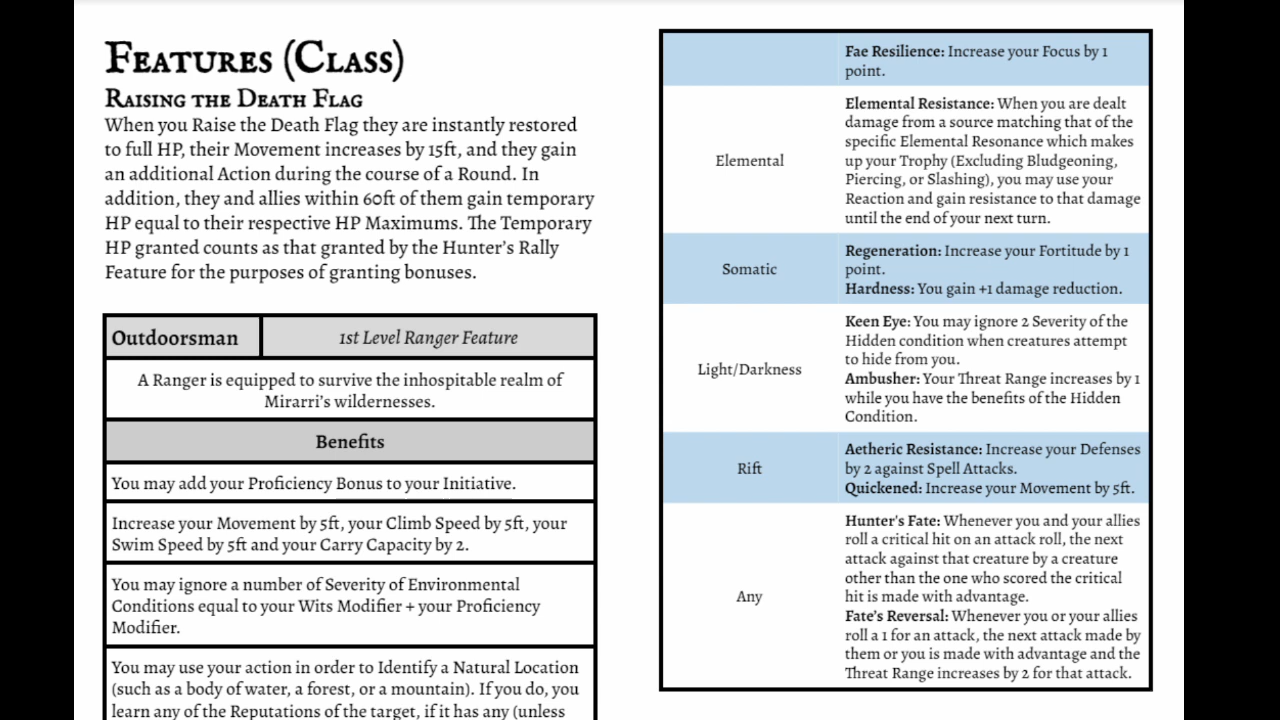 Features (Class)
Raising the Death Flag
When you Raise the Death Flag they are instantly restored
to full HP, their Movement increases by 15ft, and they gain
an additional Action during the course of a Round. In
addition, they and allies within 60ft of them gain temporary
HP equal to their respective HP Maximums. The Temporary
HP granted counts as that granted by the Hunter's Rally
Feature for the purposes of granting bonuses.
Outdoorsman
1st Level Ranger Feature
A Ranger is equipped to survive the inhospitable realm of
Mirarri's wildernesses.
Benefits
You may add your Proficiency Bonus to your Initiative.
Increase your Movement by 5ft, your Climb Speed by 5ft, your
Swim Speed by 5ft and your Carry Capacity by 2.
You may ignore a number of Severity of Environmental
Conditions equal to your Wits Modifier + your Proficiency
Modifier.
You may use your action in order to Identify a Natural Location
(such as a body of water, a forest, or a mountain). If you do, you
learn any of the Reputations of the target, if it has any (unless
Fae Resilience: Increase your Focus by 1
point.
Elemental
Elemental Resistance: When you are dealt
damage from a source matching that of the
specific Elemental Resonance which makes
up your Trophy (Excluding Bludgeoning,
Piercing, or Slashing), you may use your
Reaction and gain resistance to that damage
until the end of your next turn.
Somatic
Regeneration: Increase your Fortitude by 1
point.
Hardness: You gain +1 damage reduction.
Light/Darkness
Keen Eye: You may ignore 2 Severity of the
Hidden condition when creatures attempt
to hide from you.
Ambusher: Your Threat Range increases by 1
while you have the benefits of the Hidden
Condition.
Rift
Aetheric Resistance: Increase your Defenses
by 2 against Spell Attacks.
Quickened: Increase your Movement by 5ft.
Any
Hunter's Fate: Whenever you and your allies
roll a critical hit on an attack roll, the next
attack against that creature by a creature
other than the one who scored the critical
hit is made with advantage.
Fate's Reversal: Whenever you or your allies
roll a 1 for an attack, the next attack made by
them or you is made with advantage and the
Threat Range increases by 2 for that attack.